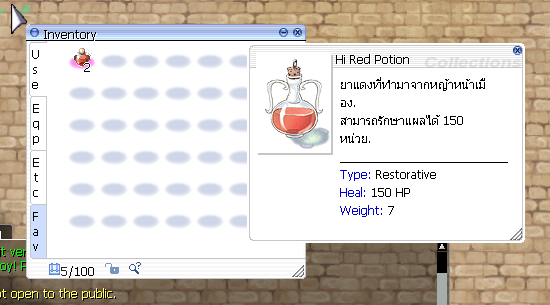 Inventory
Use
Eqp
Etc
Fav
2
5/100
Hi Red Potion
Collections
ยาแดงที่ทำมาจากหญ้าหน้าเมี
อง.
สามารถรักษาแผลได้ 150
หน่วย.
Type: Restorative
Heal: 150 HP
Weight: 7
open to the public.